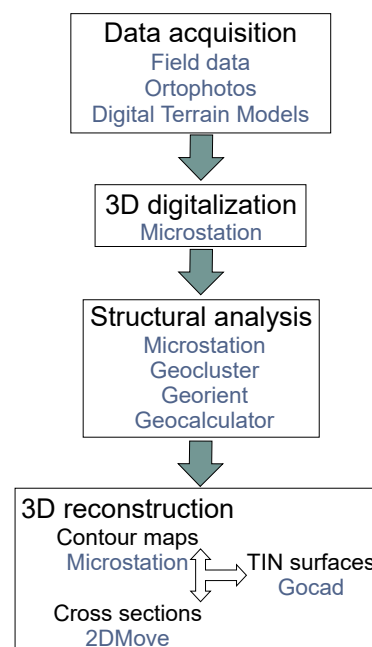 Data acquisition
Field data
Ortophotos
Digital Terrain Models
3D digitalization
Microstation
Structural analysis
Microstation
Geocluster
Georient
Geocalculator
3D reconstruction
Contour maps
Microstation
TIN surfaces
Gocad
Cross sections
2DMove